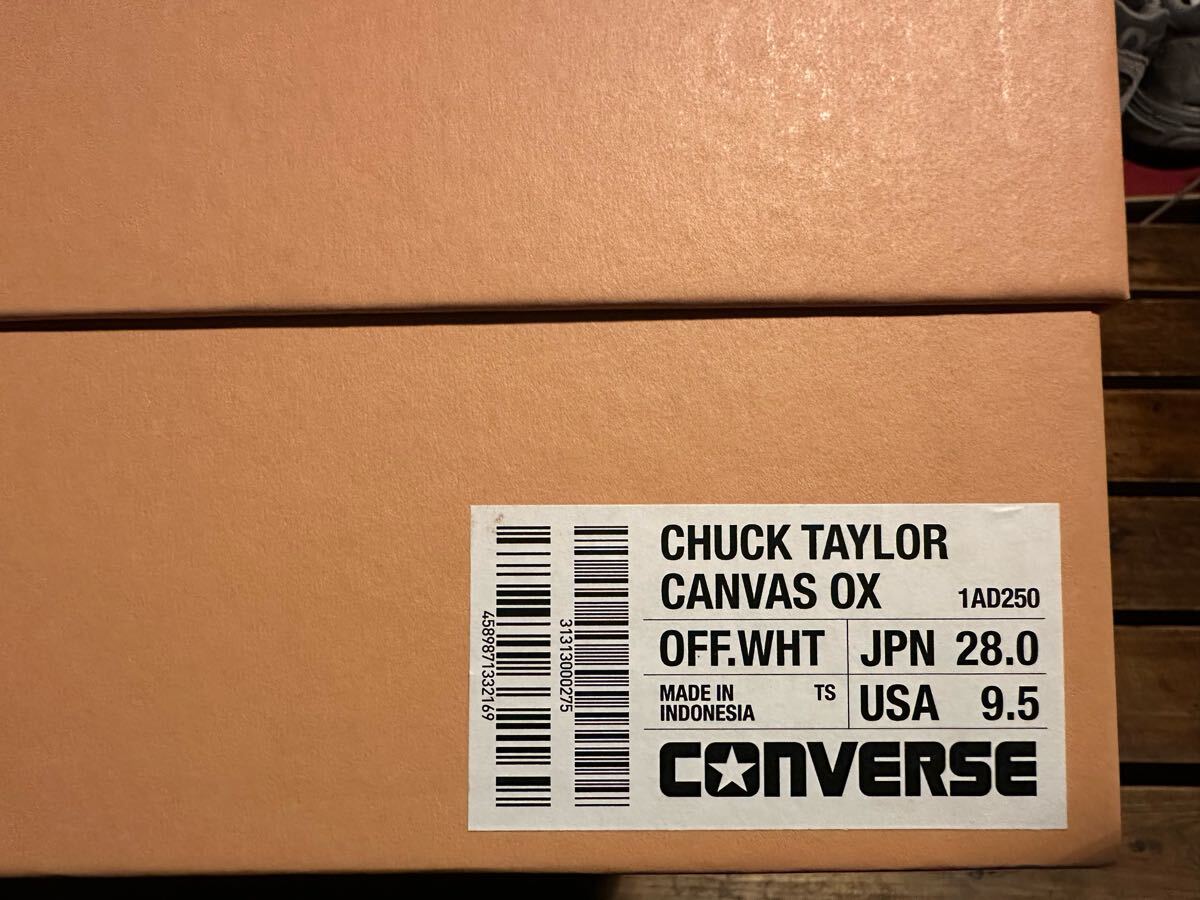 4589871332169
31313000275
CHUCK TAYLOR
CANVAS OX 1AD250
OFF.WHT JPN 28.0
MADE IN INDONESIA TS USA 9.5
CONVERSE